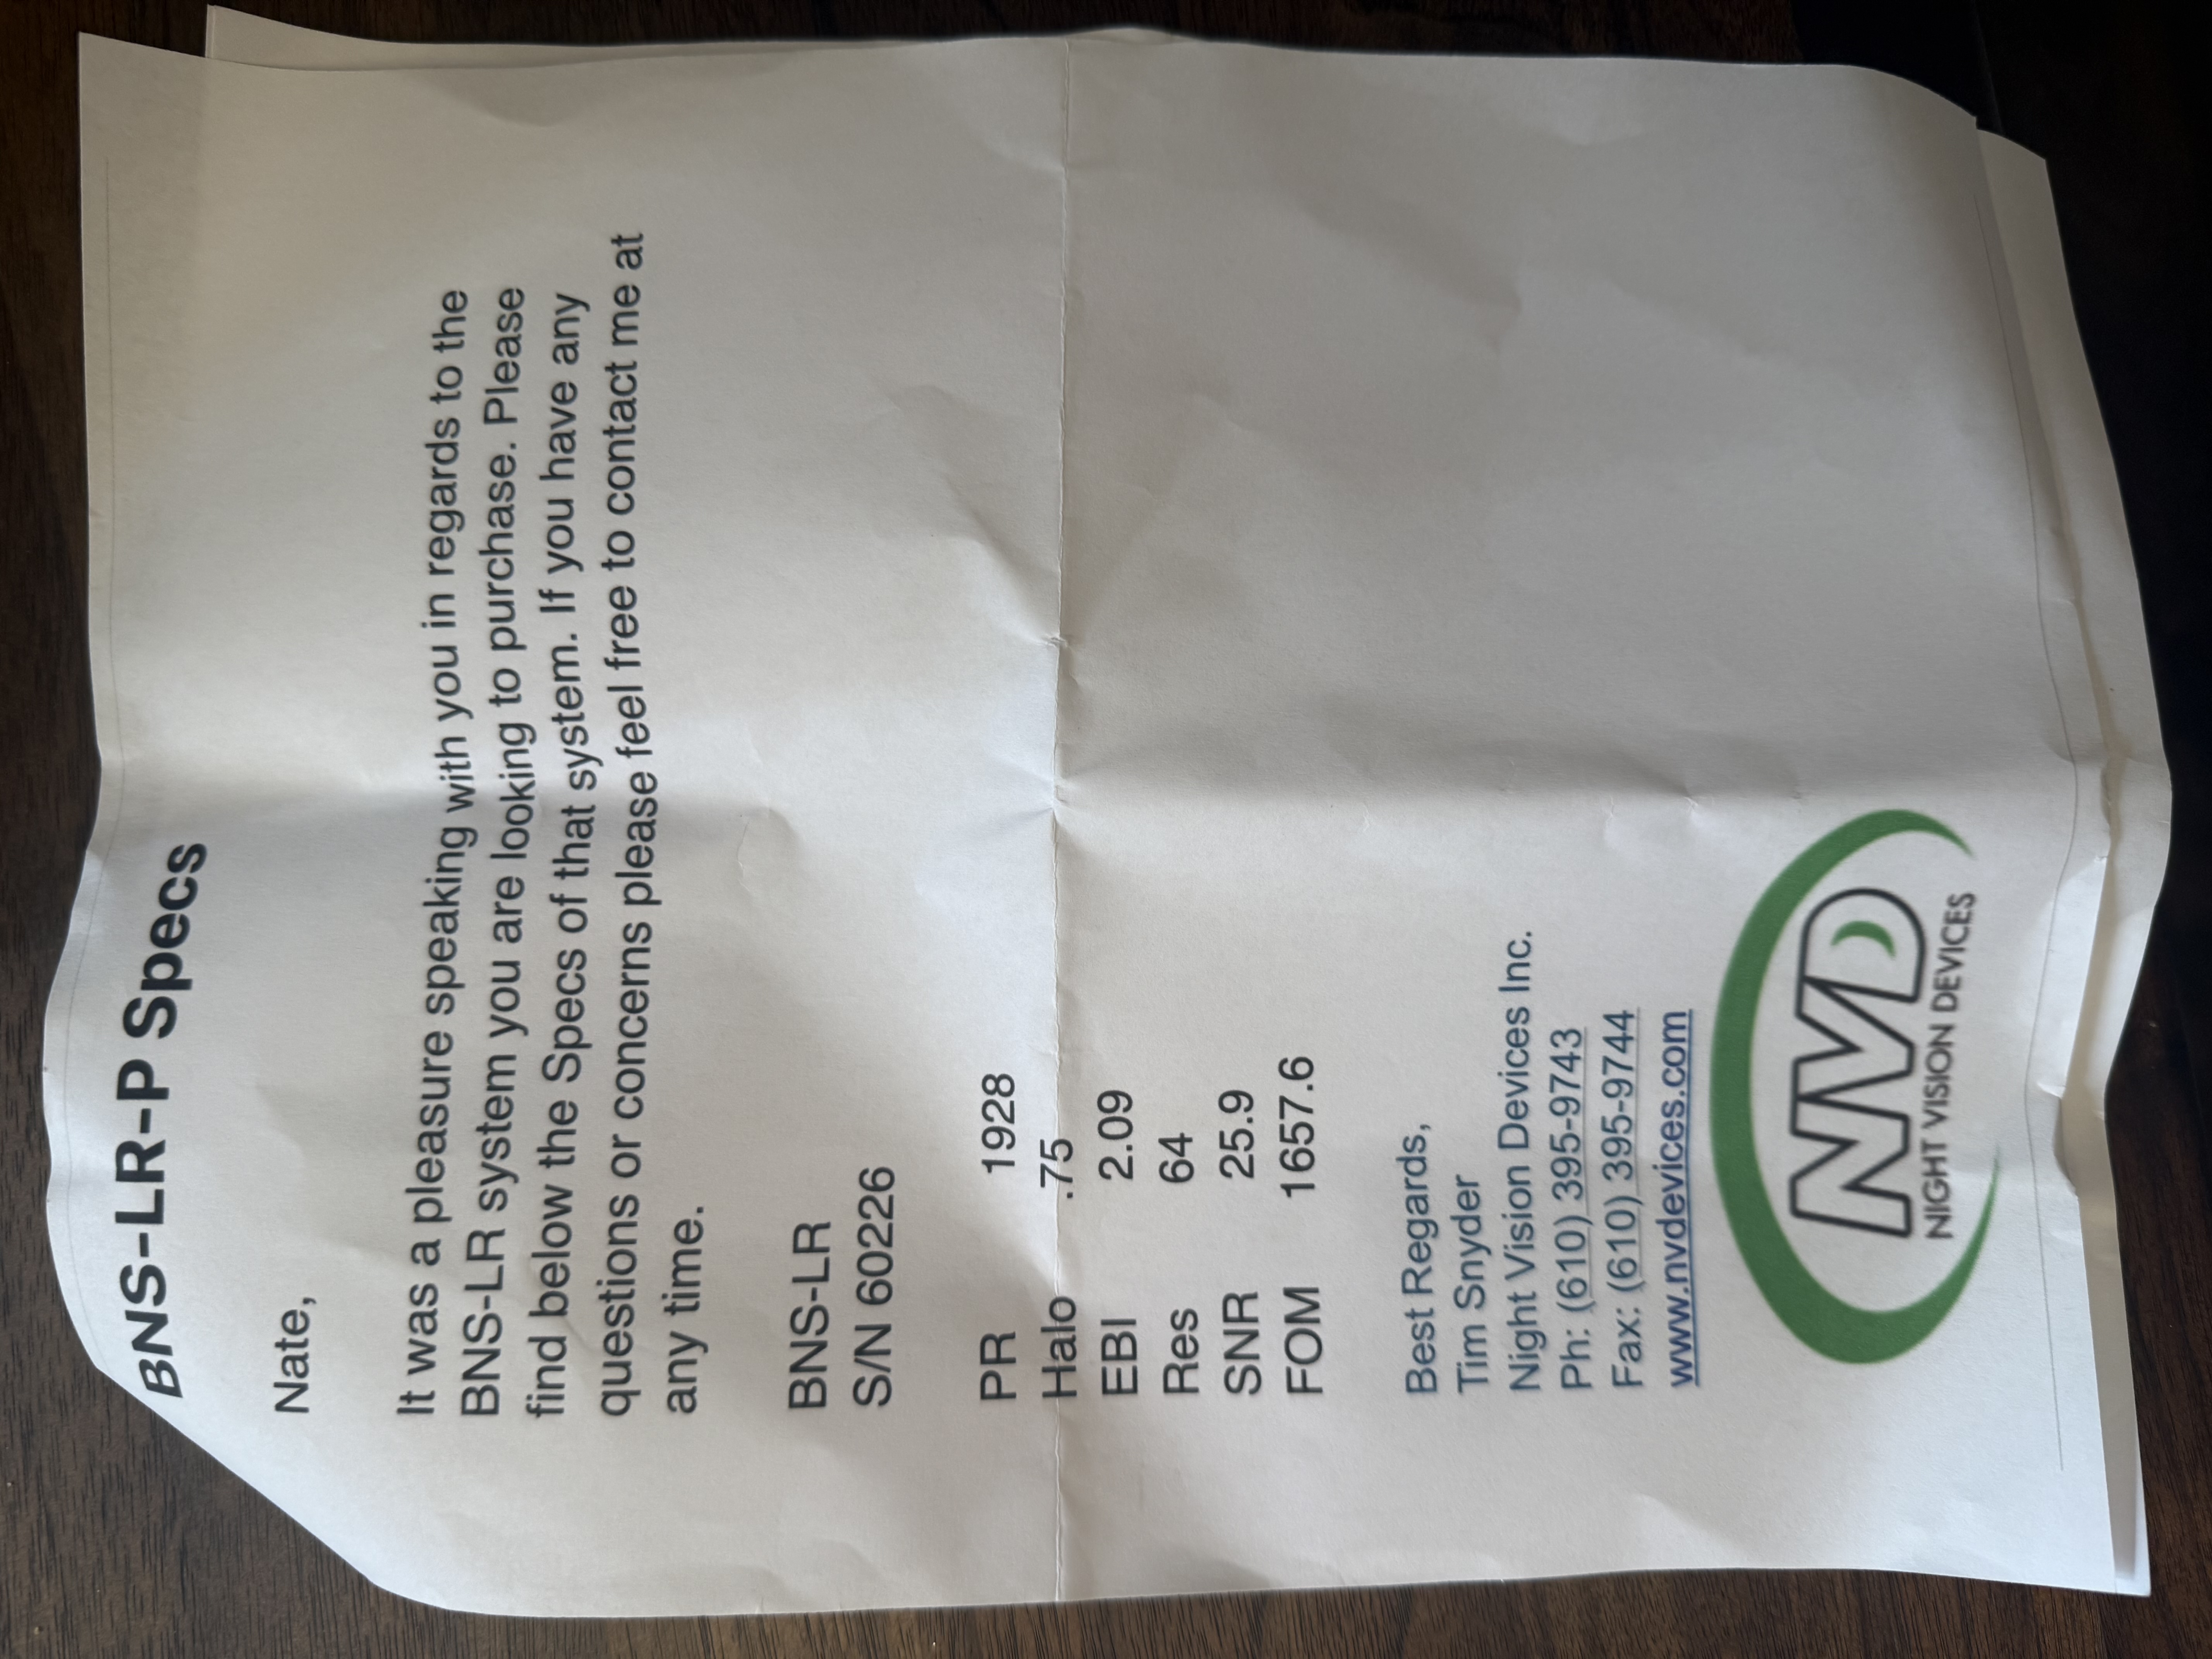 BNS-LR-P Specs
Nate,
It was a pleasure speaking with you in regards to the
BNS-LR system you are looking to purchase. Please
find below the Specs of that system. If you have any
questions or concerns please feel free to contact me at
any time.
BNS-LR
S/N 60226
PR 1928
Halo .75
EBI 2.09
Res 64
SNR 25.9
FOM 1657.6
Best Regards,
Tim Snyder
Night Vision Devices Inc.
Ph: (610) 395-9743
Fax: (610) 395-9744
www.nvdevices.com
NVD
NIGHT VISION DEVICES